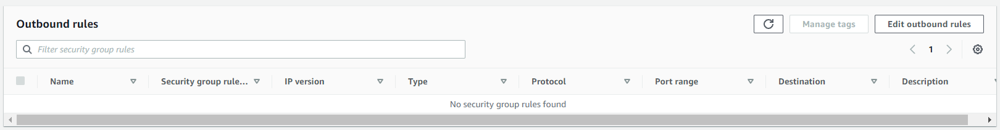 Outbound rules
Manage tags
Edit outbound rules
Filter security group rules
1
Name
Security group rule...
IP version
Type
Protocol
Port range
Destination
Description
No security group rules found